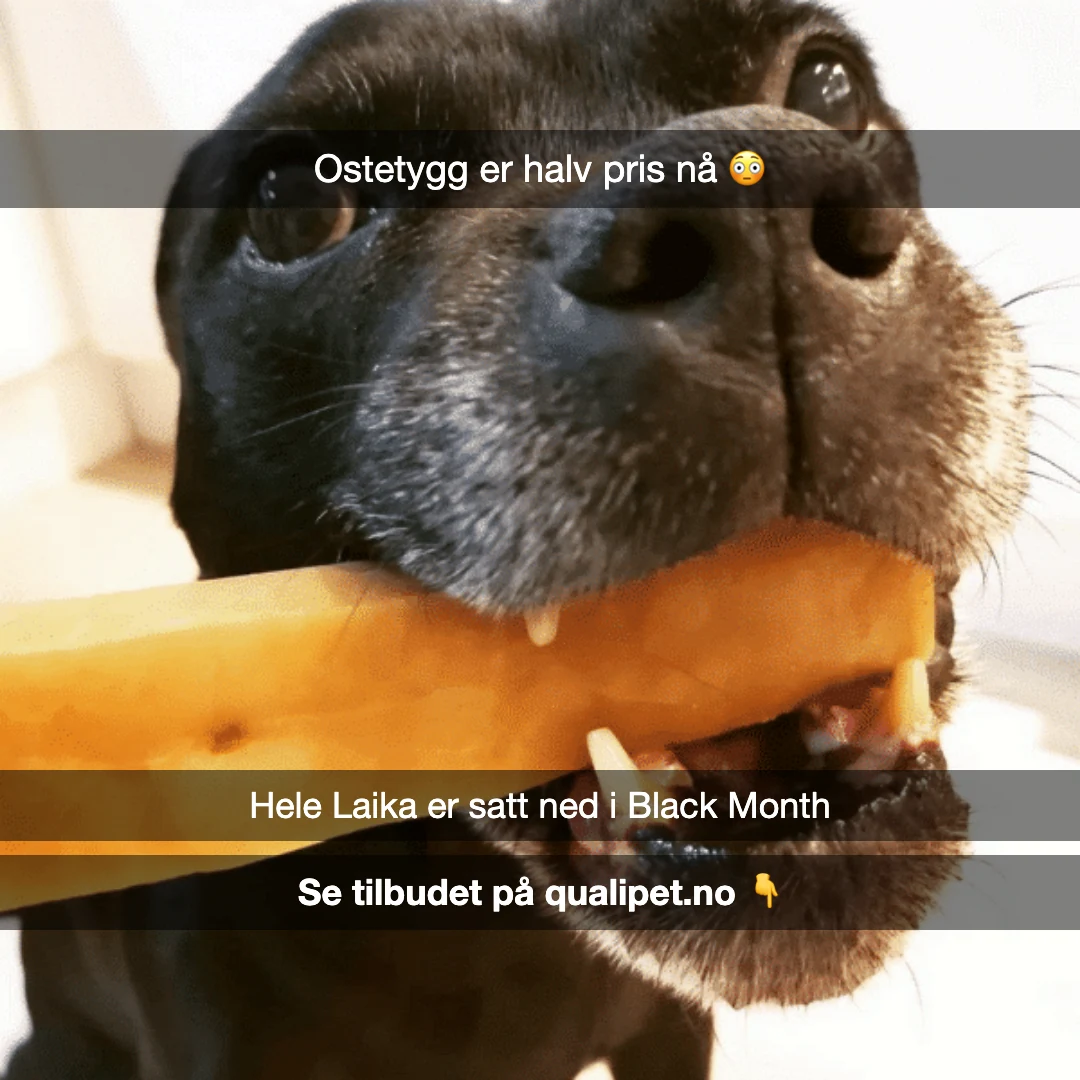 Ostetygg er halv pris nå 😳
Hele Laika er satt ned i Black Month
Se tilbudet på qualipet.no 👇